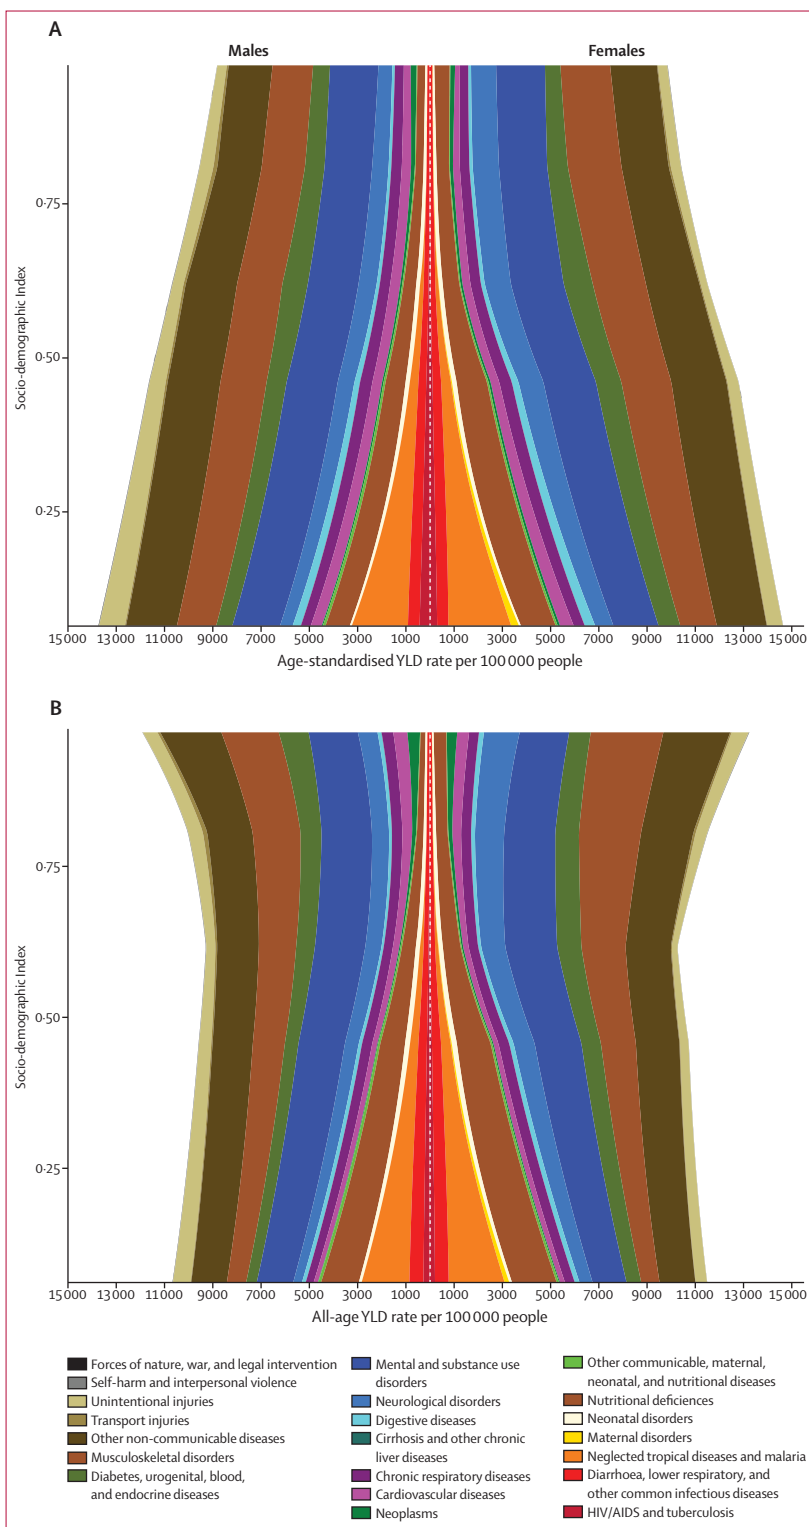 A
Males
Females
0·75
0·50
0·25
Socio-demographic Index
15 000 13 000 11 000 9000 7000 5000 3000 1000 1000 3000 5000 7000 9000 11 000 13 000 15 000
Age-standardised YLD rate per 100 000 people
B
0·75
0·50
0·25
Socio-demographic Index
15 000 13 000 11 000 9000 7000 5000 3000 1000 1000 3000 5000 7000 9000 11 000 13 000 15 000
All-age YLD rate per 100 000 people
Forces of nature, war, and legal intervention
Self-harm and interpersonal violence
Unintentional injuries
Transport injuries
Other non-communicable diseases
Musculoskeletal disorders
Diabetes, urogenital, blood,
and endocrine diseases
Mental and substance use
disorders
Neurological disorders
Digestive diseases
Cirrhosis and other chronic
liver diseases
Chronic respiratory diseases
Cardiovascular diseases
Neoplasms
Other communicable, maternal,
neonatal, and nutritional diseases
Nutritional deficiences
Neonatal disorders
Maternal disorders
Neglected tropical diseases and malaria
Diarrhoea, lower respiratory, and
other common infectious diseases
HIV/AIDS and tuberculosis